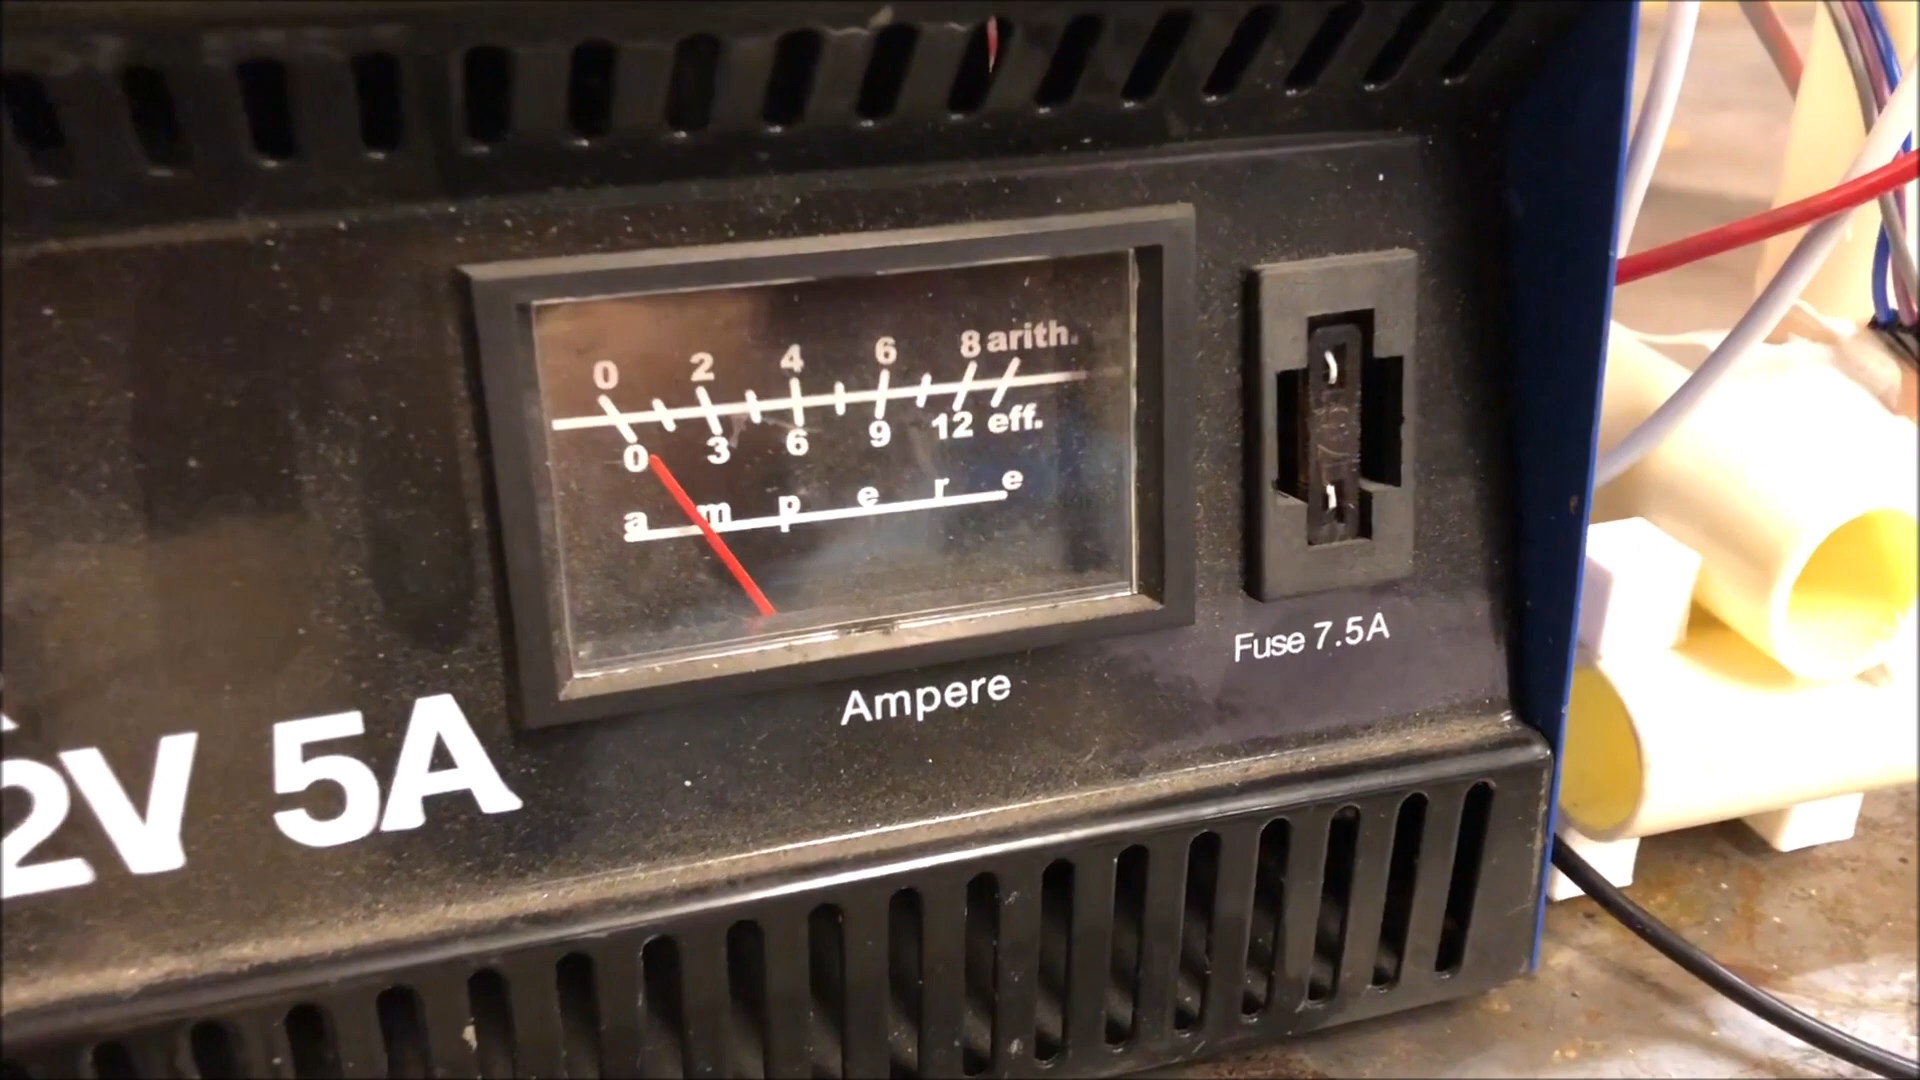 0 2 4 6 8 arith.
0 3 6 9 12 eff.
ampere
Ampere
Fuse 7.5A
2V 5A